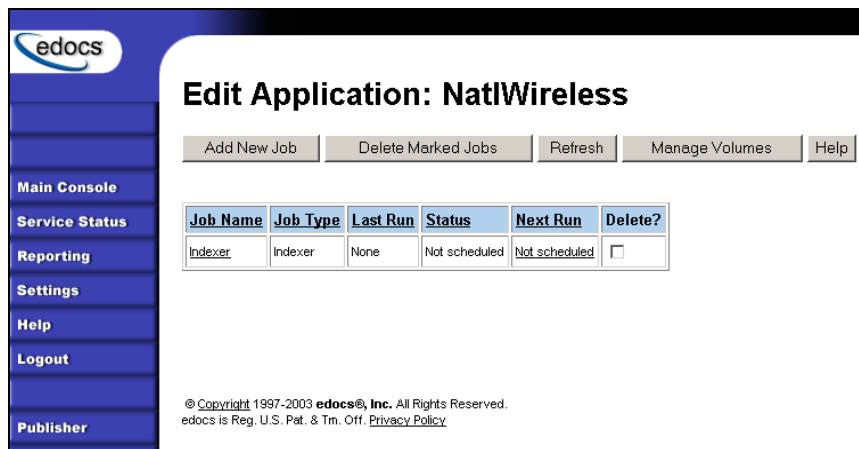 edocs
Edit Application: NatlWireless
Add New Job Delete Marked Jobs Refresh Manage Volumes Help
Main Console
Service Status
Reporting
Settings
Help
Logout
Publisher
Job Name Job Type Last Run Status Next Run Delete?
Indexer Indexer None Not scheduled Not scheduled
© Copyright 1997-2003 edocs®, Inc. All Rights Reserved.
edocs is Reg. U.S. Pat. & Tm. Off. Privacy Policy